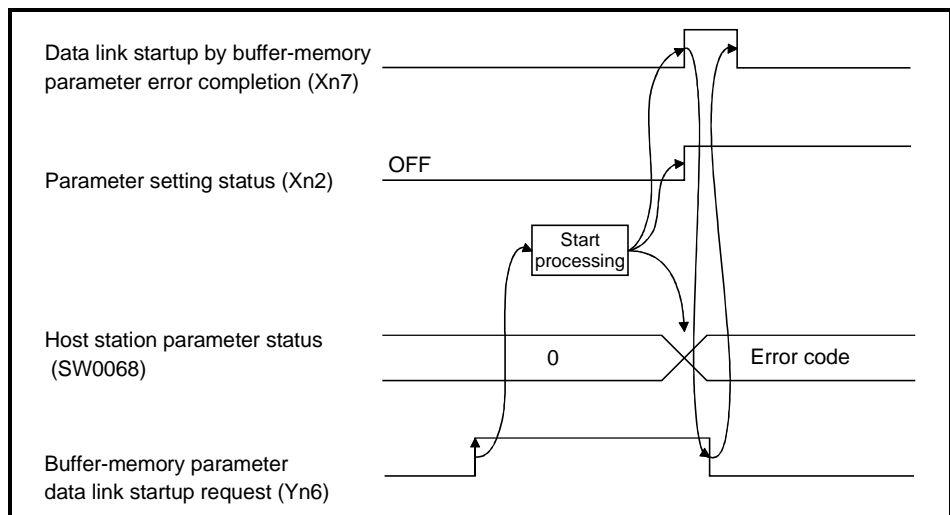 Data link startup by buffer-memory
parameter error completion (Xn7)
OFF
Parameter setting status (Xn2)
Start
processing
Host station parameter status
(SW0068)
0
Error code
Buffer-memory parameter
data link startup request (Yn6)